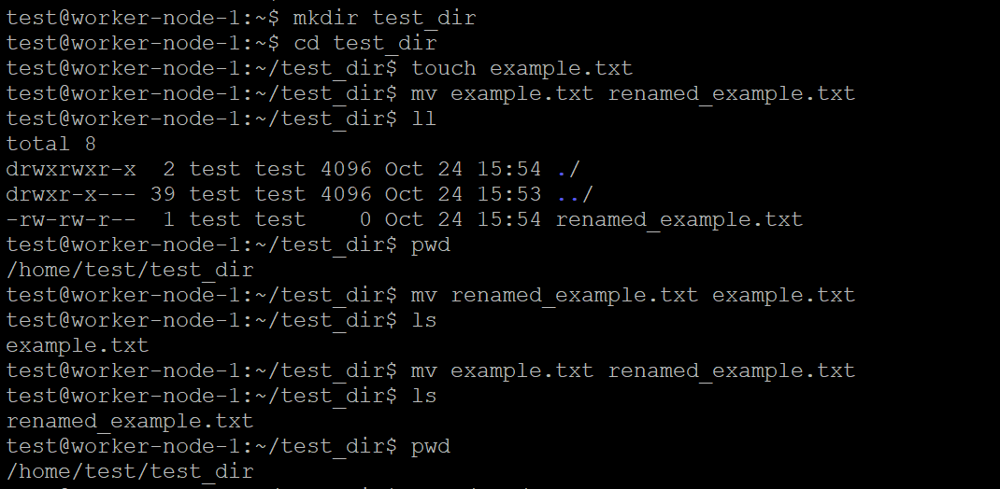 test@worker-node-1:~$ mkdir test_dir
test@worker-node-1:~$ cd test_dir
test@worker-node-1:~/test_dir$ touch example.txt
test@worker-node-1:~/test_dir$ mv example.txt renamed_example.txt
test@worker-node-1:~/test_dir$ ll
total 8
drwxrwxr-x  2 test test 4096 Oct 24 15:54 ./
drwxr-x--- 39 test test 4096 Oct 24 15:53 ../
-rw-rw-r--  1 test test    0 Oct 24 15:54 renamed_example.txt
test@worker-node-1:~/test_dir$ pwd
/home/test/test_dir
test@worker-node-1:~/test_dir$ mv renamed_example.txt example.txt
test@worker-node-1:~/test_dir$ ls
example.txt
test@worker-node-1:~/test_dir$ mv example.txt renamed_example.txt
test@worker-node-1:~/test_dir$ ls
renamed_example.txt
test@worker-node-1:~/test_dir$ pwd
/home/test/test_dir